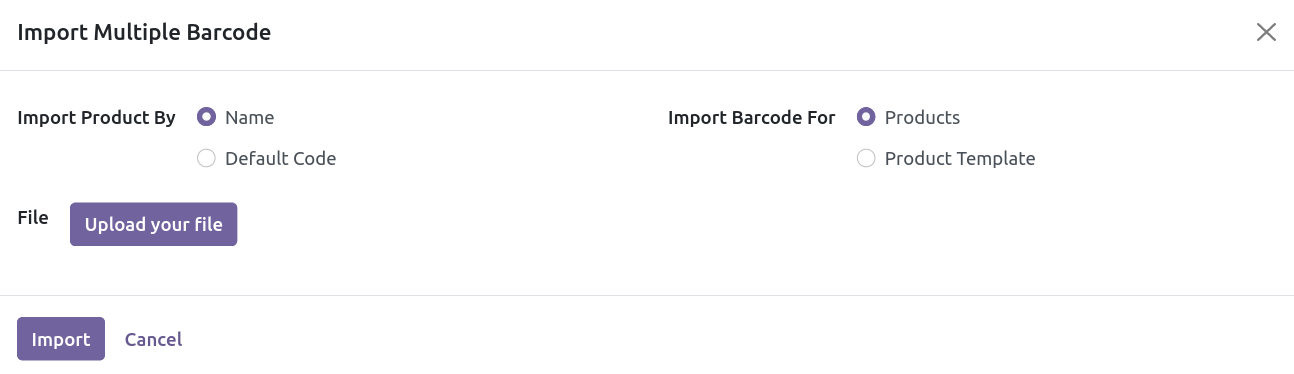 Import Multiple Barcode
Import Product By
Name
Default Code
Import Barcode For
Products
Product Template
File
Upload your file
Import
Cancel